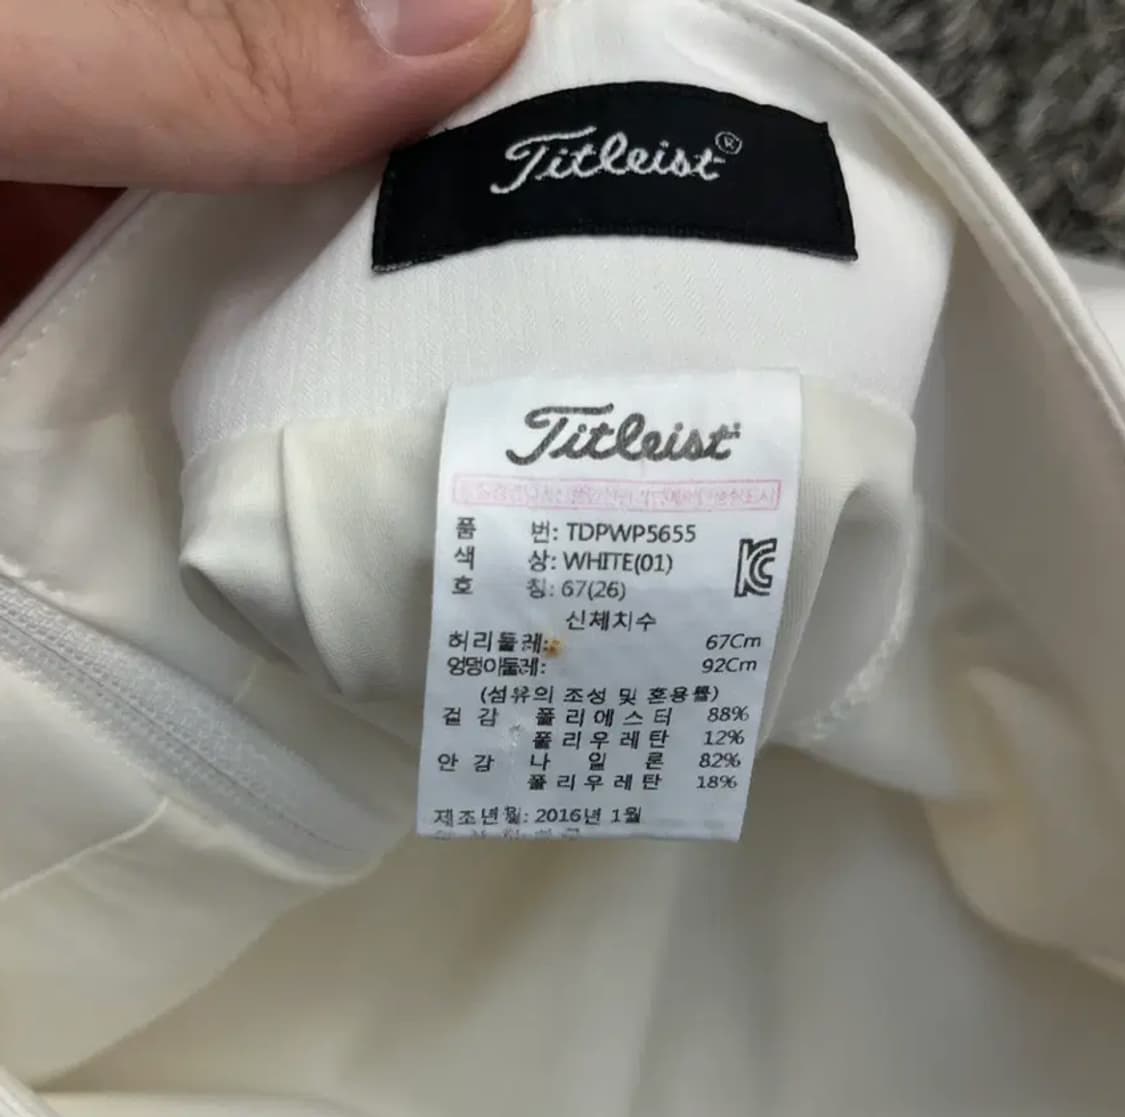 Titleist®
Titleist
품 번: TDPWP5655
색 상: WHITE(01)
호 칭: 67(26)
신체치수
허리둘레: 67Cm
엉덩이둘레: 92Cm
(섬유의 조성 및 혼용률)
겉감 폴리에스터 88%
폴리우레탄 12%
안감 나일론 82%
폴리우레탄 18%
제조년월: 2016년 1월